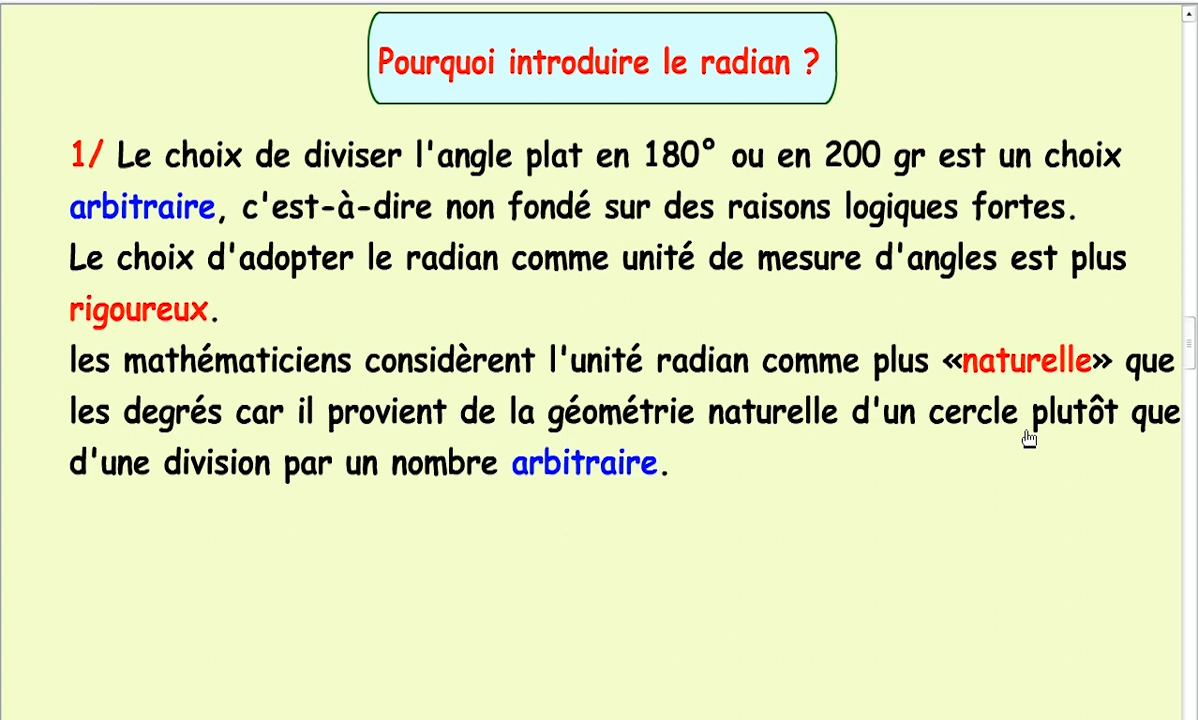 Pourquoi introduire le radian ?
1/ Le choix de diviser l'angle plat en 180° ou en 200 gr est un choix
arbitraire, c'est-à-dire non fondé sur des raisons logiques fortes.
Le choix d'adopter le radian comme unité de mesure d'angles est plus
rigoureux.
les mathématiciens considèrent l'unité radian comme plus «naturelle» que
les degrés car il provient de la géométrie naturelle d'un cercle plutôt que
d'une division par un nombre arbitraire.